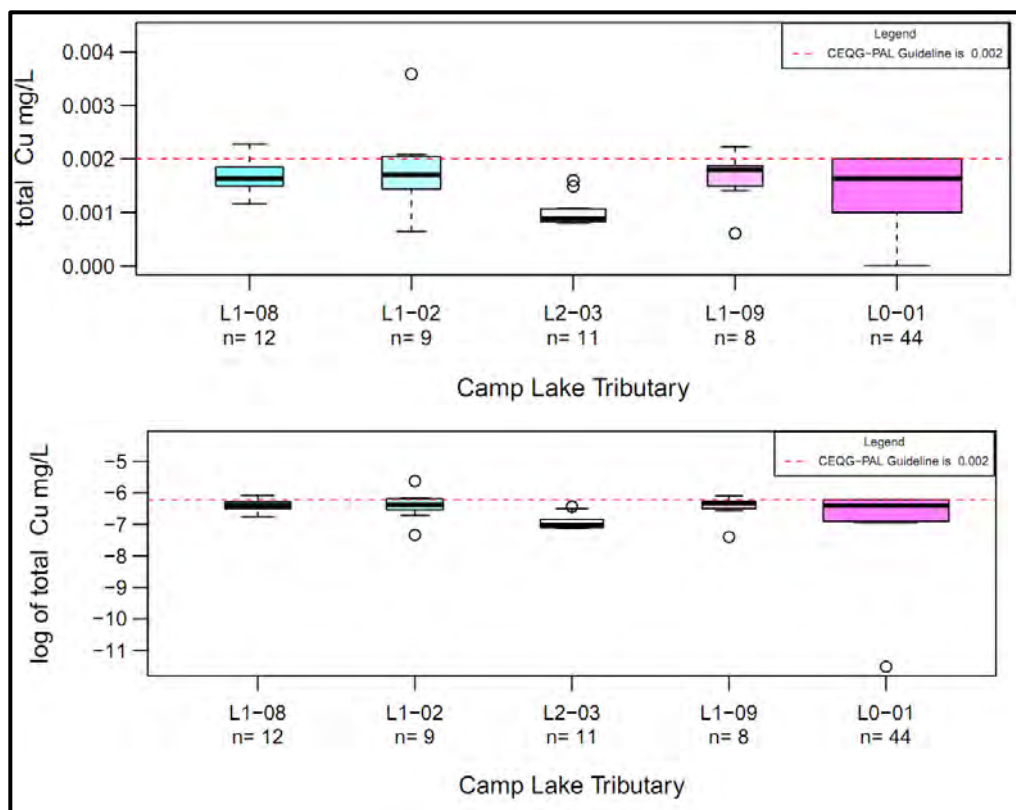 Legend
CEQG-PAL Guideline is 0.002
total Cu mg/L
0.004
0.003
0.002
0.001
0.000
L1-08 L1-02 L2-03 L1-09 L0-01
n= 12 n= 9 n= 11 n= 8 n= 44
Camp Lake Tributary
Legend
CEQG-PAL Guideline is 0.002
log of total Cu mg/L
-5
-6
-7
-8
-9
-10
-11
L1-08 L1-02 L2-03 L1-09 L0-01
n= 12 n= 9 n= 11 n= 8 n= 44
Camp Lake Tributary